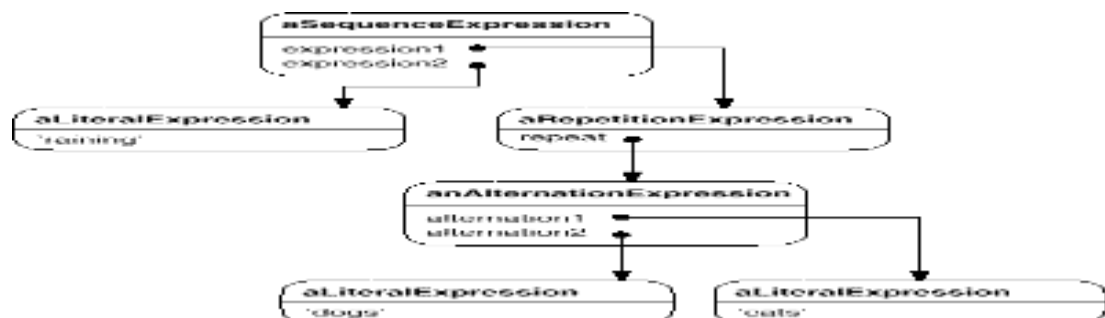 aSequenceExpression
expression1
expression2
aLiteralExpression
'raining'
aRepetitionExpression
repeat
anAlternationExpression
alternation1
alternation2
aLiteralExpression
'dogs'
aLiteralExpression
'cats'